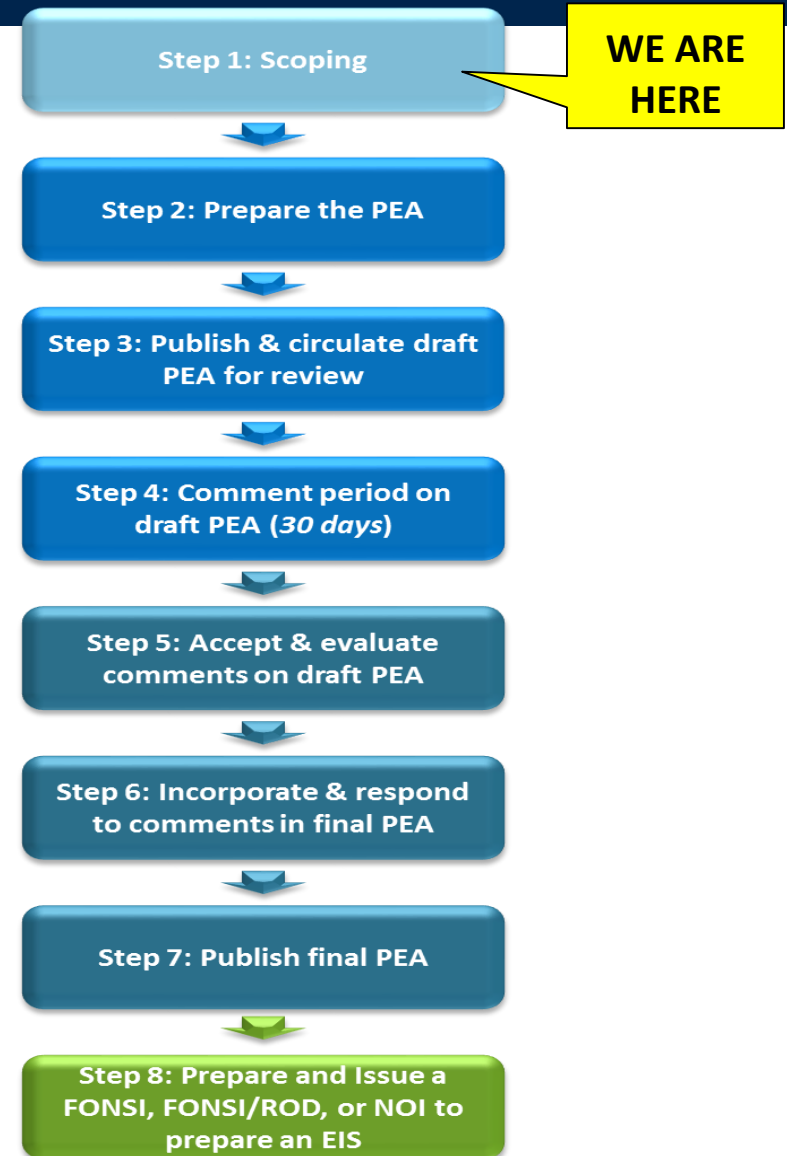 Step 1: Scoping
WE ARE
HERE
Step 2: Prepare the PEA
Step 3: Publish & circulate draft
PEA for review
Step 4: Comment period on
draft PEA (30 days)
Step 5: Accept & evaluate
comments on draft PEA
Step 6: Incorporate & respond
to comments in final PEA
Step 7: Publish final PEA
Step 8: Prepare and Issue a
FONSI, FONSI/ROD, or NOI to
prepare an EIS